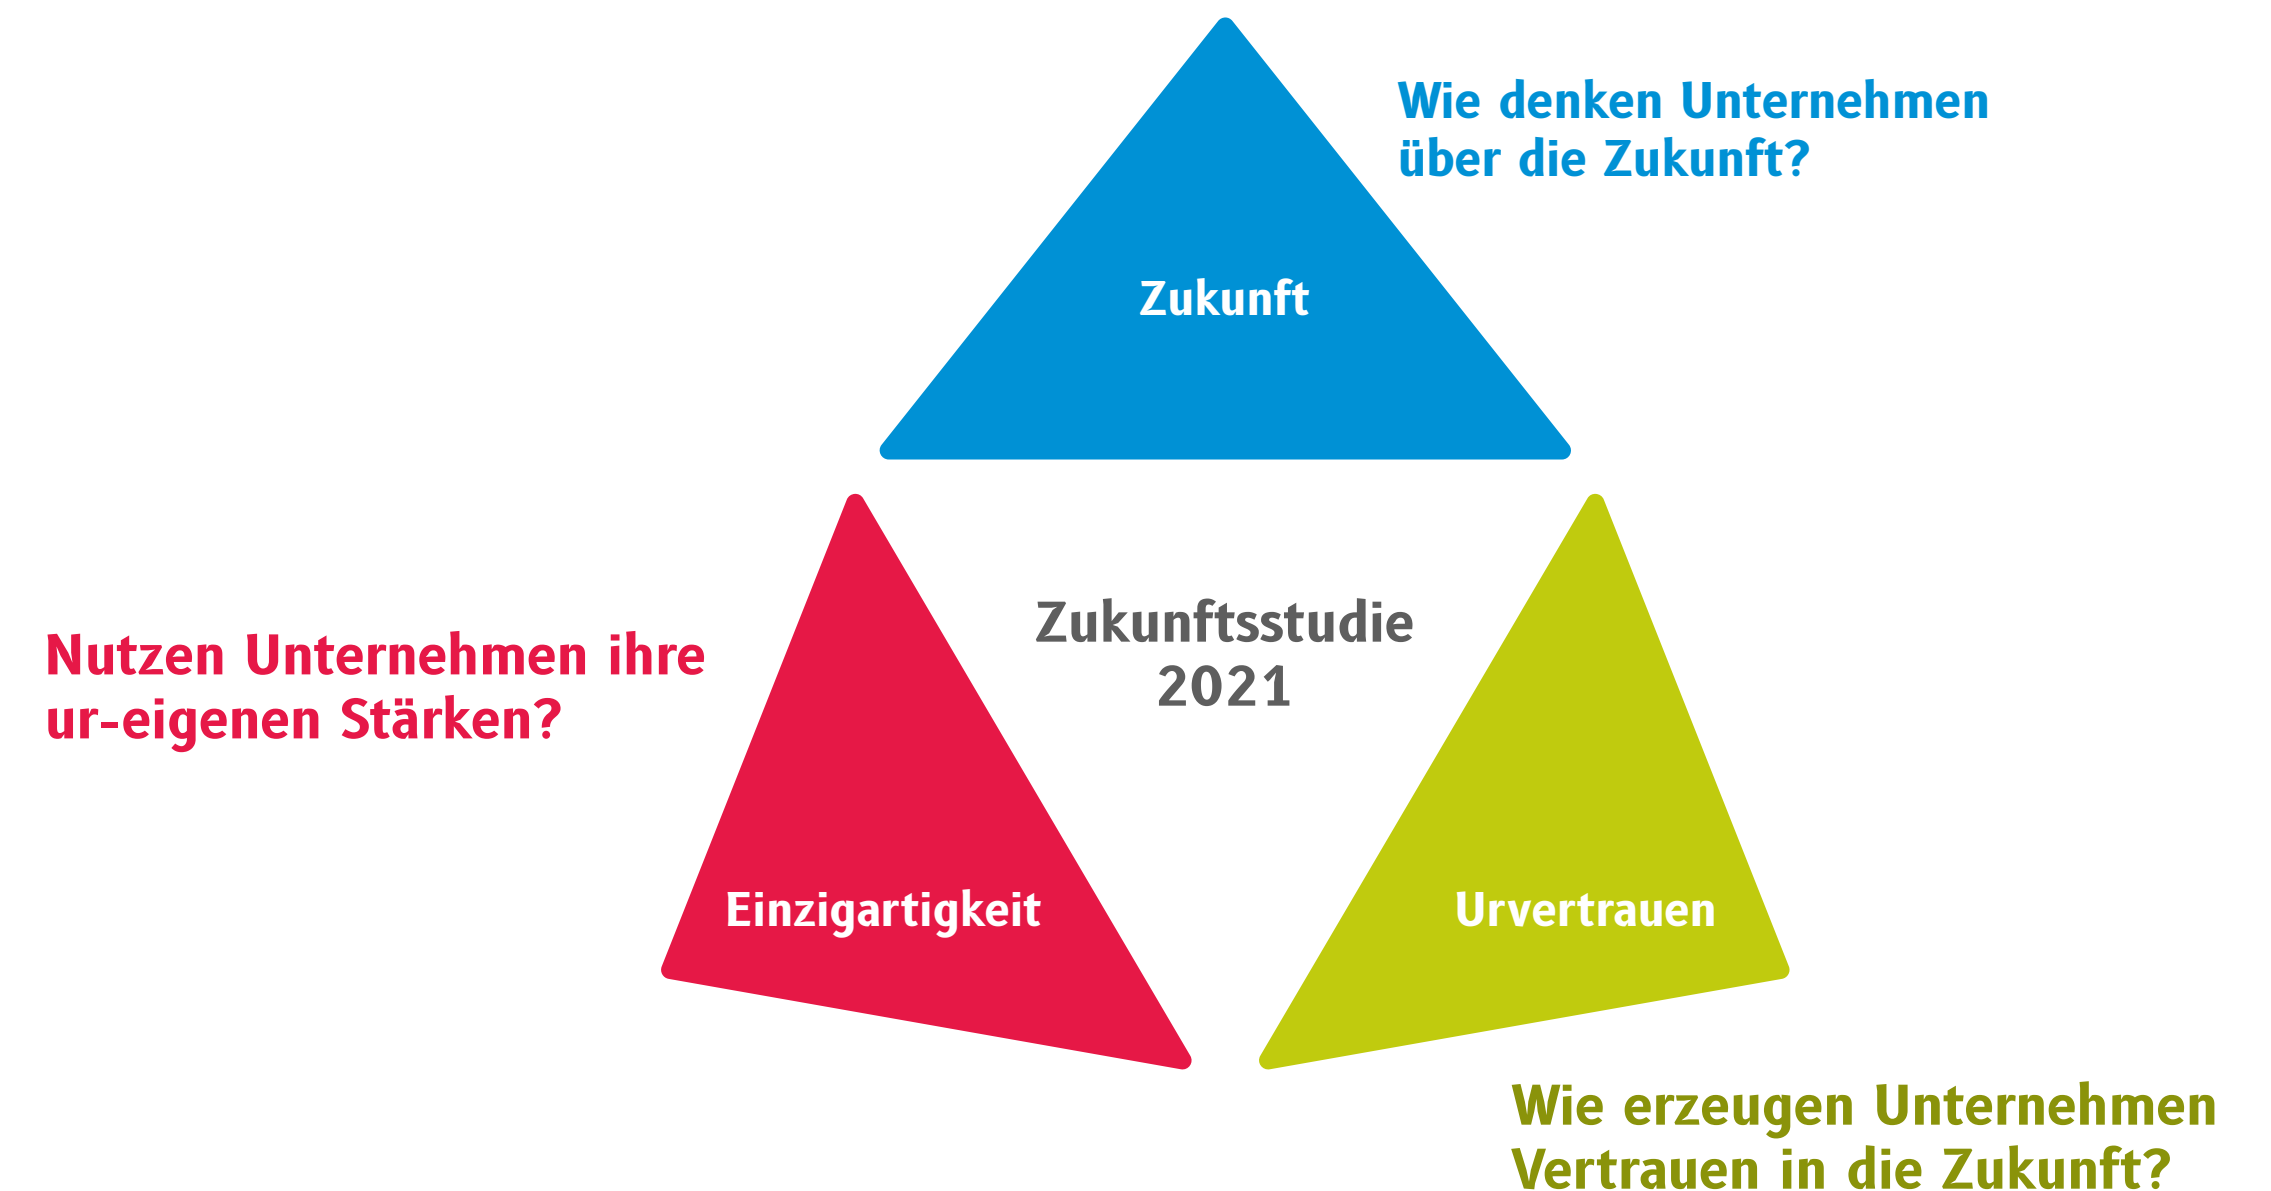 Wie denken Unternehmen
über die Zukunft?
Zukunft
Zukunftsstudie
2021
Nutzen Unternehmen ihre
ur-eigenen Stärken?
Einzigartigkeit
Urvertrauen
Wie erzeugen Unternehmen
Vertrauen in die Zukunft?